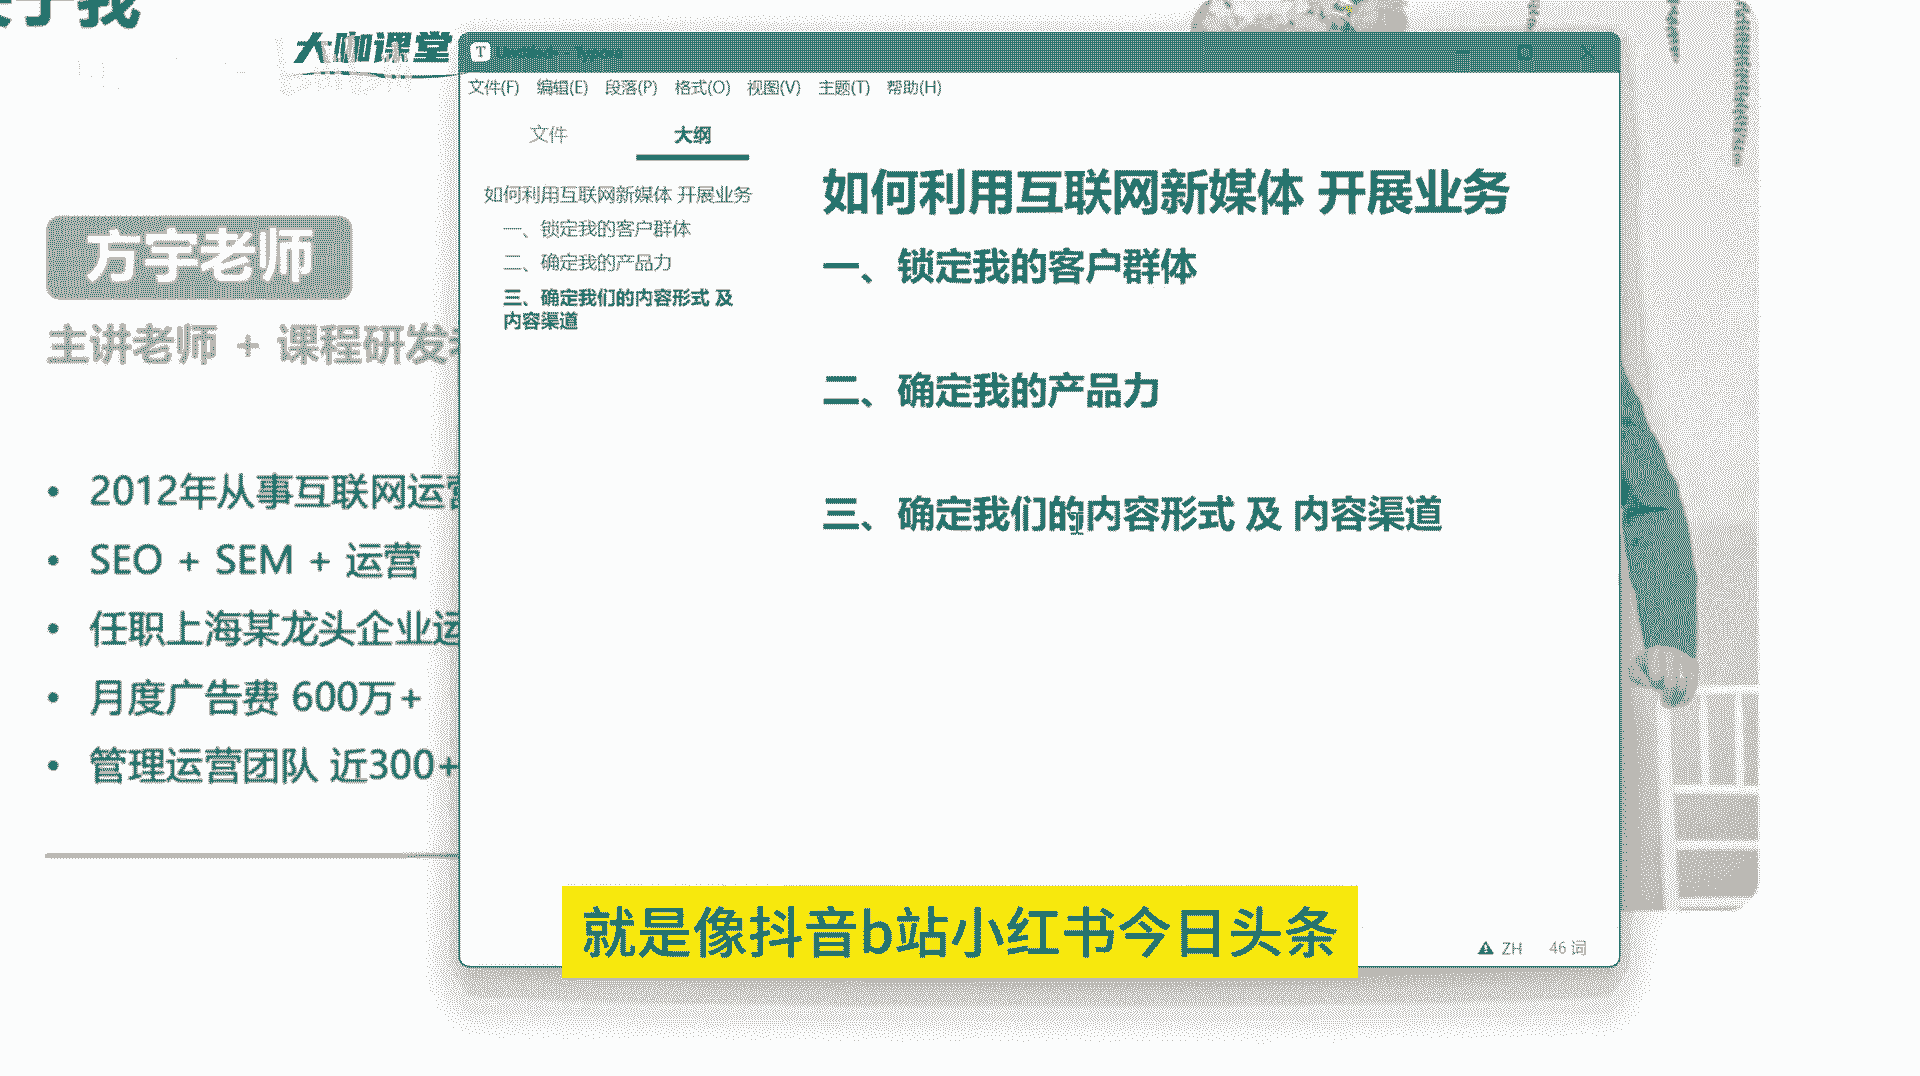 大咖课堂
文件(F) 编辑(E) 段落(P) 格式(O) 视图(V) 主题(T) 帮助(H)
文件 大纲
如何利用互联网新媒体 开展业务
一、锁定我的客户群体
二、确定我的产品力
三、确定我们的内容形式 及
内容渠道
如何利用互联网新媒体 开展业务
一、锁定我的客户群体
二、确定我的产品力
三、确定我们的内容形式 及 内容渠道
方宇老师
主讲老师 + 课程研发
2012年从事互联网运营
SEO + SEM + 运营
任职上海某龙头企业运
月度广告费 600万+
管理运营团队 近300+
就是像抖音b站小红书今日头条
ZH 46 词